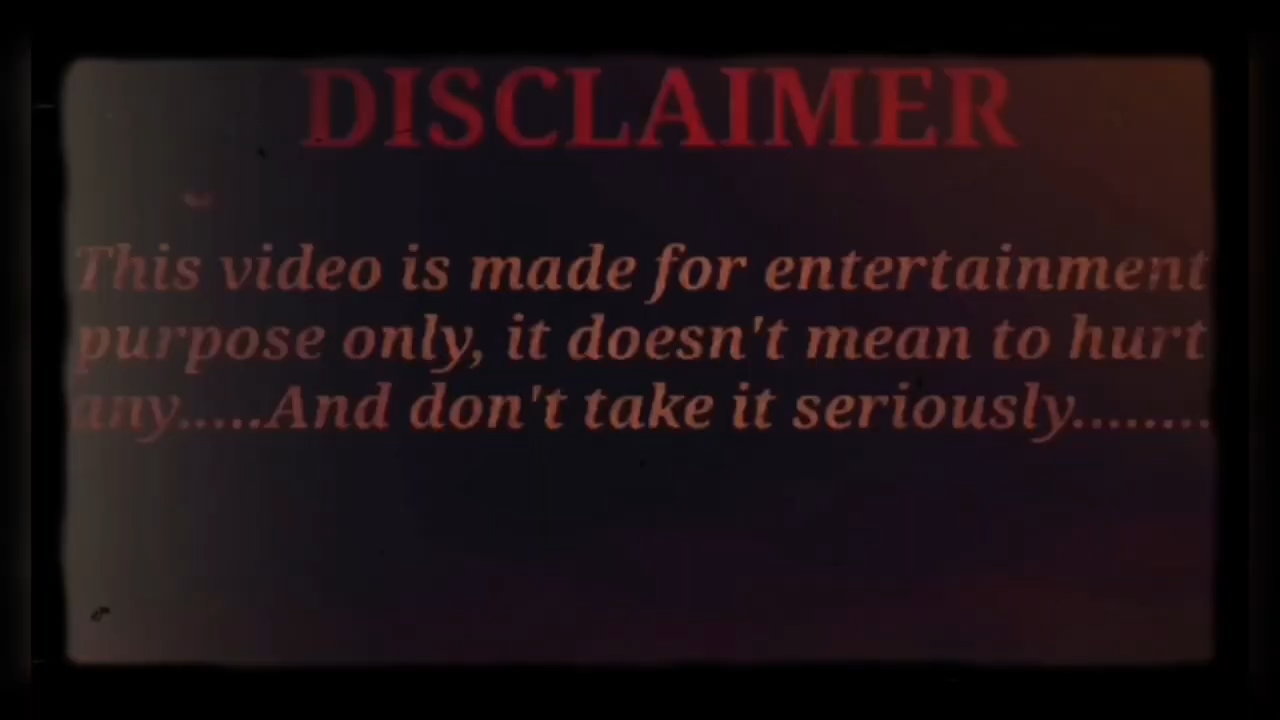 DISCLAIMER
This video is made for entertainment
purpose only, it doesn't mean to hurt
any.....And don't take it seriously........